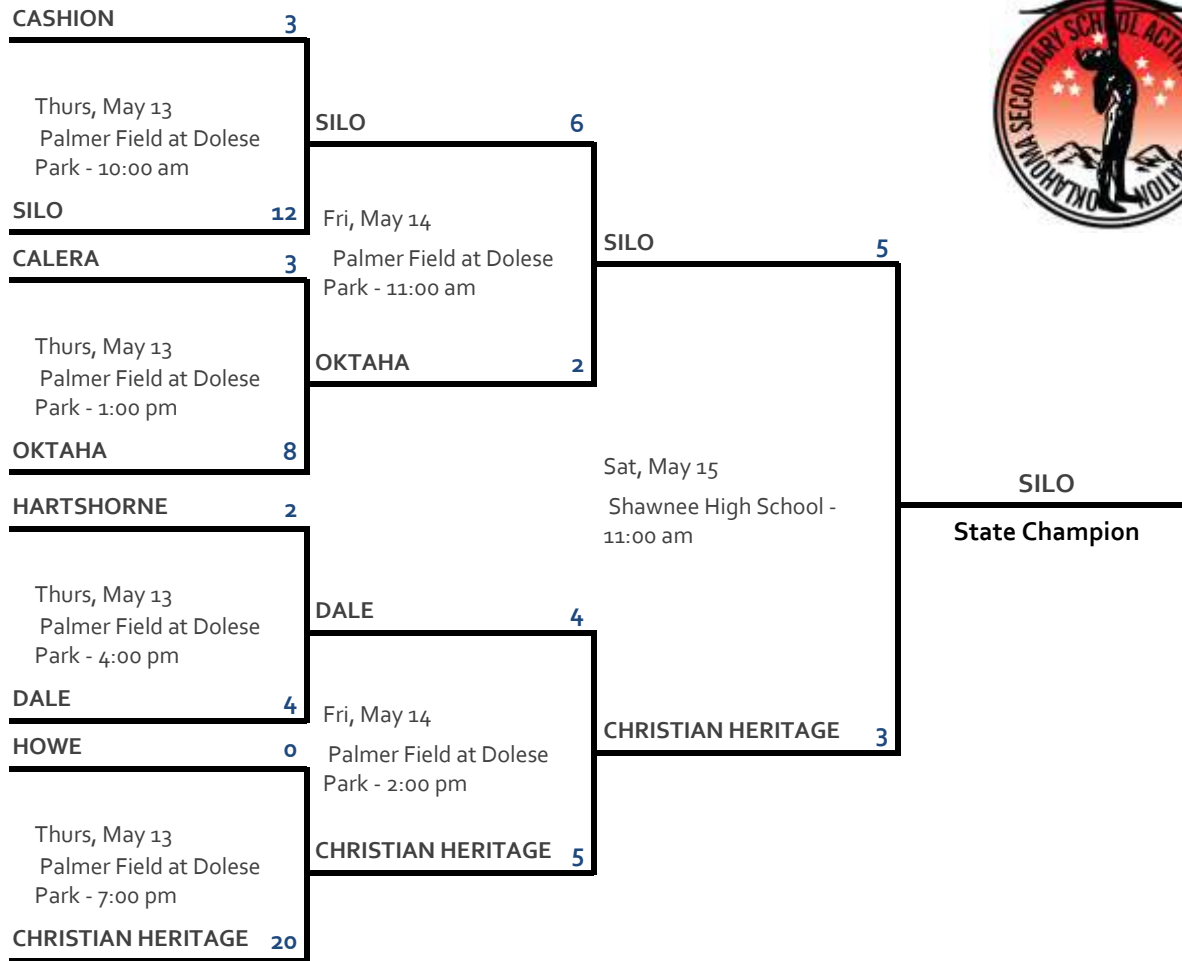 CASHION 3
Thurs, May 13
Palmer Field at Dolese
Park - 10:00 am
SILO 12
CALERA 3
Thurs, May 13
Palmer Field at Dolese
Park - 1:00 pm
OKTAHA 8
HARTSHORNE 2
Thurs, May 13
Palmer Field at Dolese
Park - 4:00 pm
DALE 4
HOWE 0
Thurs, May 13
Palmer Field at Dolese
Park - 7:00 pm
CHRISTIAN HERITAGE 20
SILO 6
Fri, May 14
Palmer Field at Dolese
Park - 11:00 am
OKTAHA 2
DALE 4
Fri, May 14
Palmer Field at Dolese
Park - 2:00 pm
CHRISTIAN HERITAGE 5
SILO 5
Sat, May 15
Shawnee High School -
11:00 am
CHRISTIAN HERITAGE 3
SILO
State Champion
OKLAHOMA SECONDARY SCHOOL